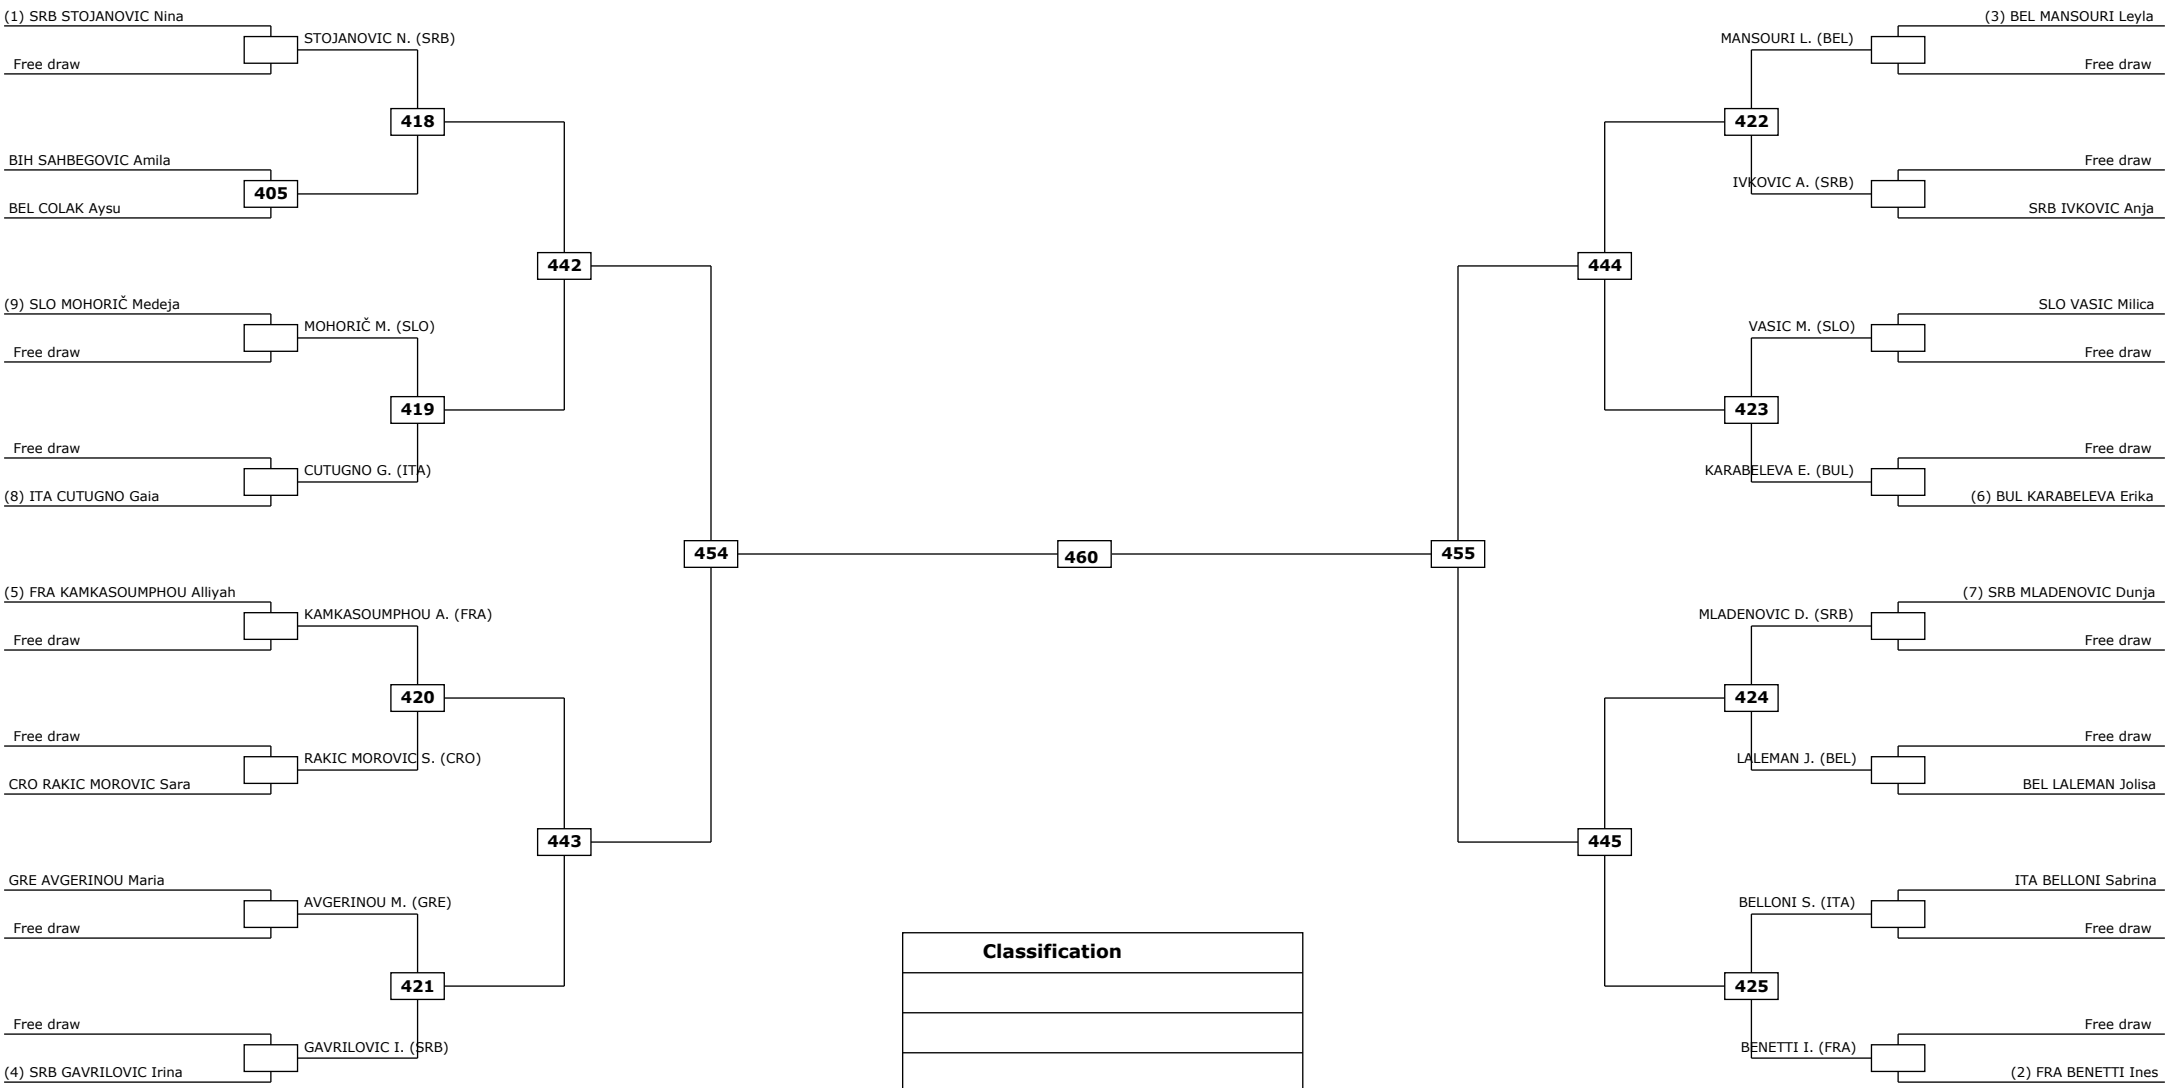 (1) SRB STOJANOVIC Nina
STOJANOVIC N. (SRB)
Free draw
418
BIH SAHBEGOVIC Amila
405
BEL COLAK Aysu
442
(9) SLO MOHORIČ Medeja
MOHORIČ M. (SLO)
Free draw
419
Free draw
CUTUGNO G. (ITA)
(8) ITA CUTUGNO Gaia
454
(5) FRA KAMKASOUMPHOU Alliyah
KAMKASOUMPHOU A. (FRA)
Free draw
420
Free draw
RAKIC MOROVIC S. (CRO)
CRO RAKIC MOROVIC Sara
443
GRE AVGERINOU Maria
AVGERINOU M. (GRE)
Free draw
421
Free draw
GAVRILOVIC I. (SRB)
(4) SRB GAVRILOVIC Irina
460
Classification
(3) BEL MANSOURI Leyla
MANSOURI L. (BEL)
Free draw
422
Free draw
IVKOVIC A. (SRB)
SRB IVKOVIC Anja
444
SLO VASIC Milica
VASIC M. (SLO)
Free draw
423
Free draw
KARABELEVA E. (BUL)
(6) BUL KARABELEVA Erika
455
(7) SRB MLADENOVIC Dunja
MLADENOVIC D. (SRB)
Free draw
424
Free draw
LALEMAN J. (BEL)
BEL LALEMAN Jolisa
445
ITA BELLONI Sabrina
BELLONI S. (ITA)
Free draw
425
Free draw
BENETTI I. (FRA)
(2) FRA BENETTI Ines